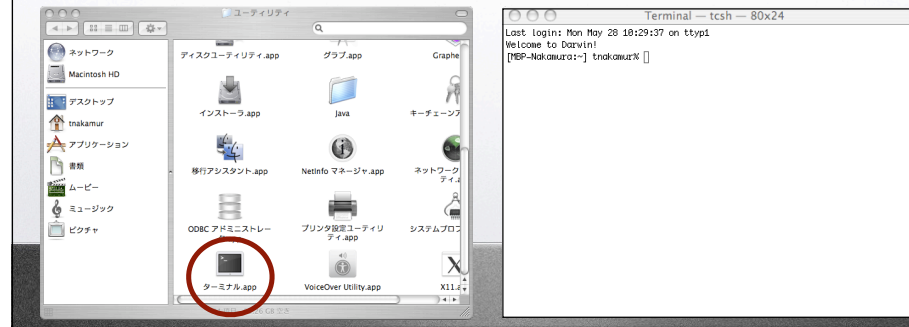 ユーティリティ
ネットワーク
Macintosh HD
デスクトップ
tnakamur
アプリケーション
書類
ムービー
ミュージック
ピクチャ
ディスクユーティリティ.app
グラブ.app
Graphe
インストーラ.app
Java
キーチェーンア
移行アシスタント.app
NetInfo マネージャ.app
ネットワーク
ティ.a
ODBC アドミニストレー
プリンタ設定ユーティリ
ティ.app
システムプロフ
ターミナル.app
VoiceOver Utility.app
X11.a
Terminal — tcsh — 80x24
Last login: Mon May 28 10:29:37 on ttyp1
Welcome to Darwin!
[MBP-Nakamura:~] tnakamur%